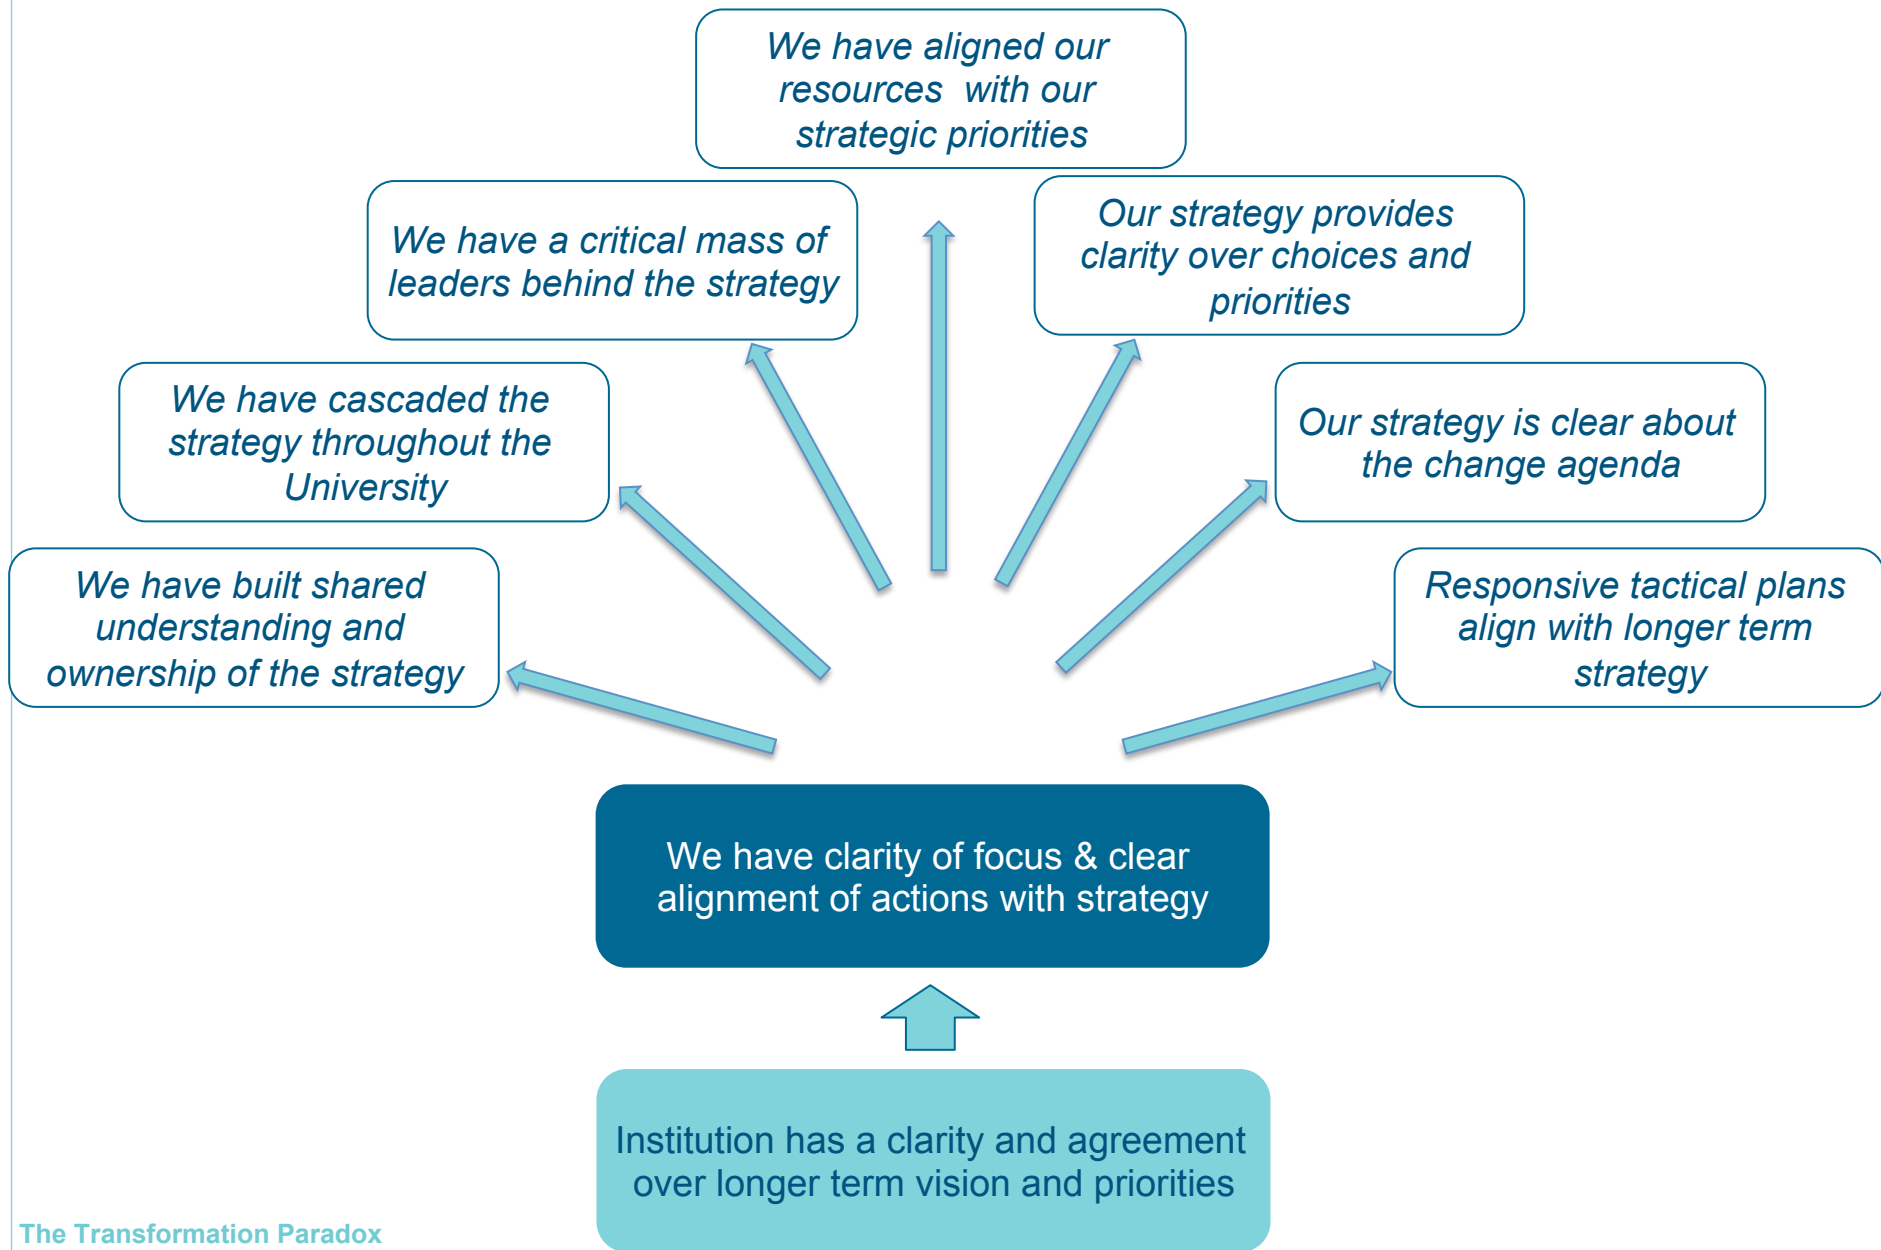 We have aligned our
resources with our
strategic priorities
We have a critical mass of
leaders behind the strategy
Our strategy provides
clarity over choices and
priorities
We have cascaded the
strategy throughout the
University
Our strategy is clear about
the change agenda
We have built shared
understanding and
ownership of the strategy
Responsive tactical plans
align with longer term
strategy
We have clarity of focus & clear
alignment of actions with strategy
Institution has a clarity and agreement
over longer term vision and priorities
The Transformation Paradox